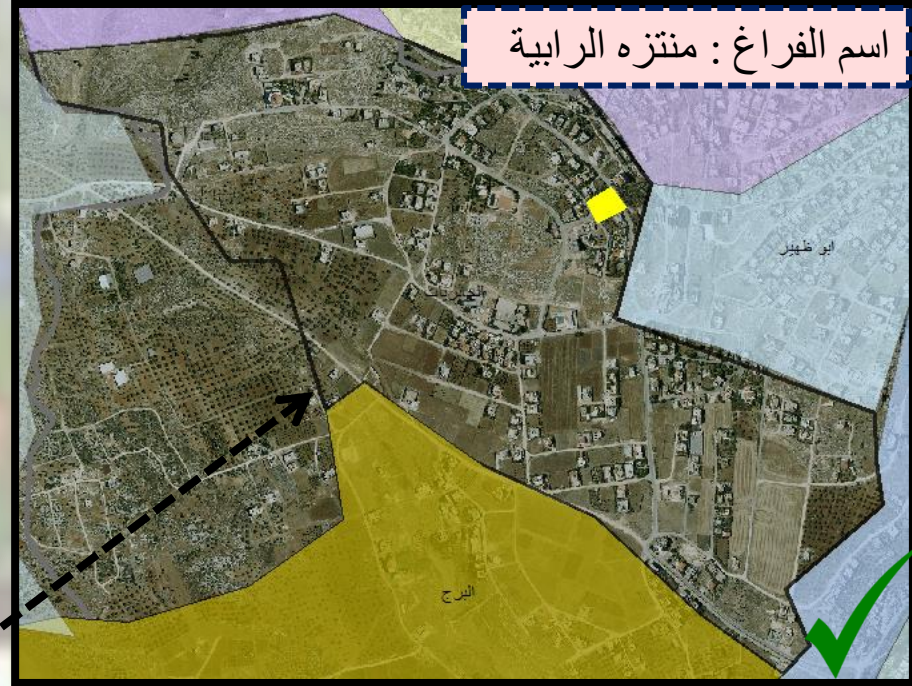 اسم الفراغ : منتزه الرابية
ابو ظهير
البرج